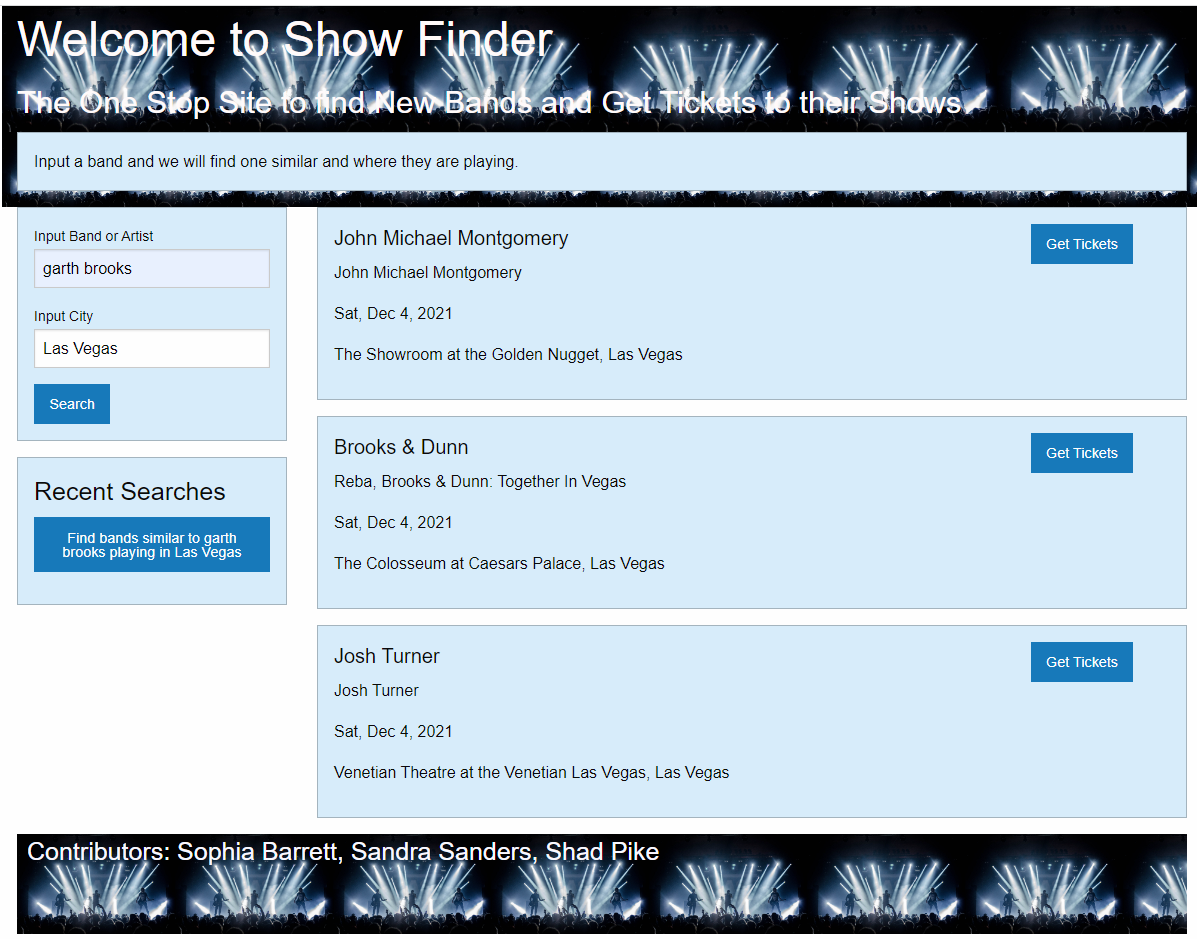 Welcome to Show Finder
The One Stop Site to find New Bands and Get Tickets to their Shows
Input a band and we will find one similar and where they are playing.
Input Band or Artist
garth brooks
Input City
Las Vegas
Search
Recent Searches
Find bands similar to garth
brooks playing in Las Vegas
John Michael Montgomery
Get Tickets
John Michael Montgomery
Sat, Dec 4, 2021
The Showroom at the Golden Nugget, Las Vegas
Brooks & Dunn
Get Tickets
Reba, Brooks & Dunn: Together In Vegas
Sat, Dec 4, 2021
The Colosseum at Caesars Palace, Las Vegas
Josh Turner
Get Tickets
Josh Turner
Sat, Dec 4, 2021
Venetian Theatre at the Venetian Las Vegas, Las Vegas
Contributors: Sophia Barrett, Sandra Sanders, Shad Pike